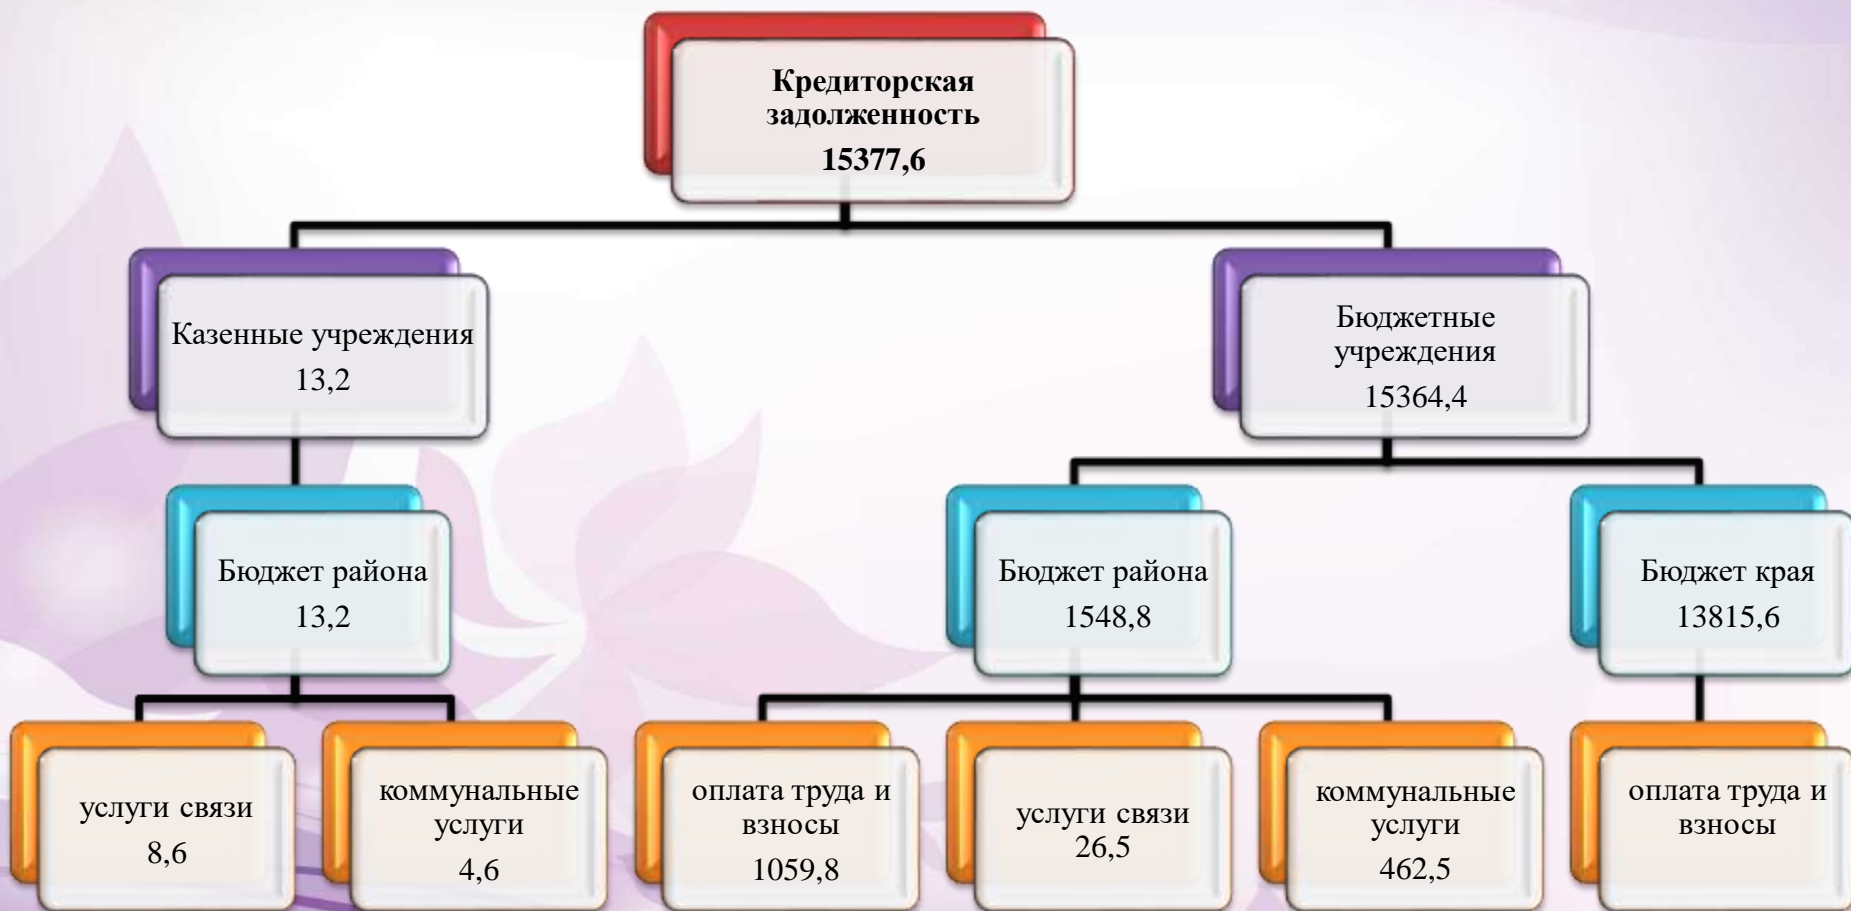 Кредиторская
задолженность
15377,6
Казенные учреждения
13,2
Бюджетные
учреждения
15364,4
Бюджет района
13,2
Бюджет района
1548,8
Бюджет края
13815,6
услуги связи
8,6
коммунальные
услуги
4,6
оплата труда и
взносы
1059,8
услуги связи
26,5
коммунальные
услуги
462,5
оплата труда и
взносы